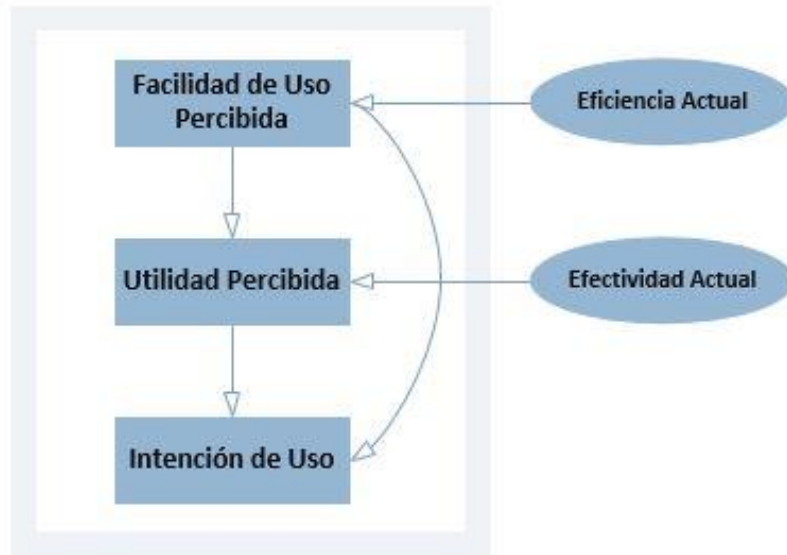 Facilidad de Uso
Percibida
Eficiencia Actual
Utilidad Percibida
Efectividad Actual
Intención de Uso